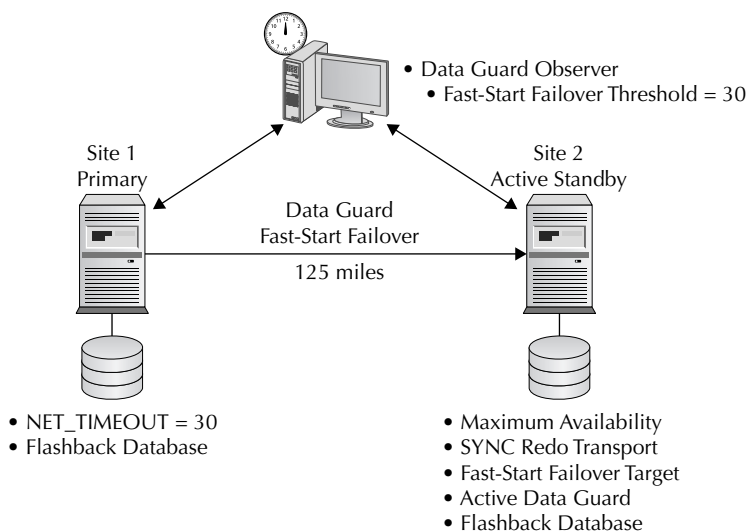 • Data Guard Observer
• Fast-Start Failover Threshold = 30
Site 1
Primary
Site 2
Active Standby
Data Guard
Fast-Start Failover
125 miles
• NET_TIMEOUT = 30
• Flashback Database
• Maximum Availability
• SYNC Redo Transport
• Fast-Start Failover Target
• Active Data Guard
• Flashback Database